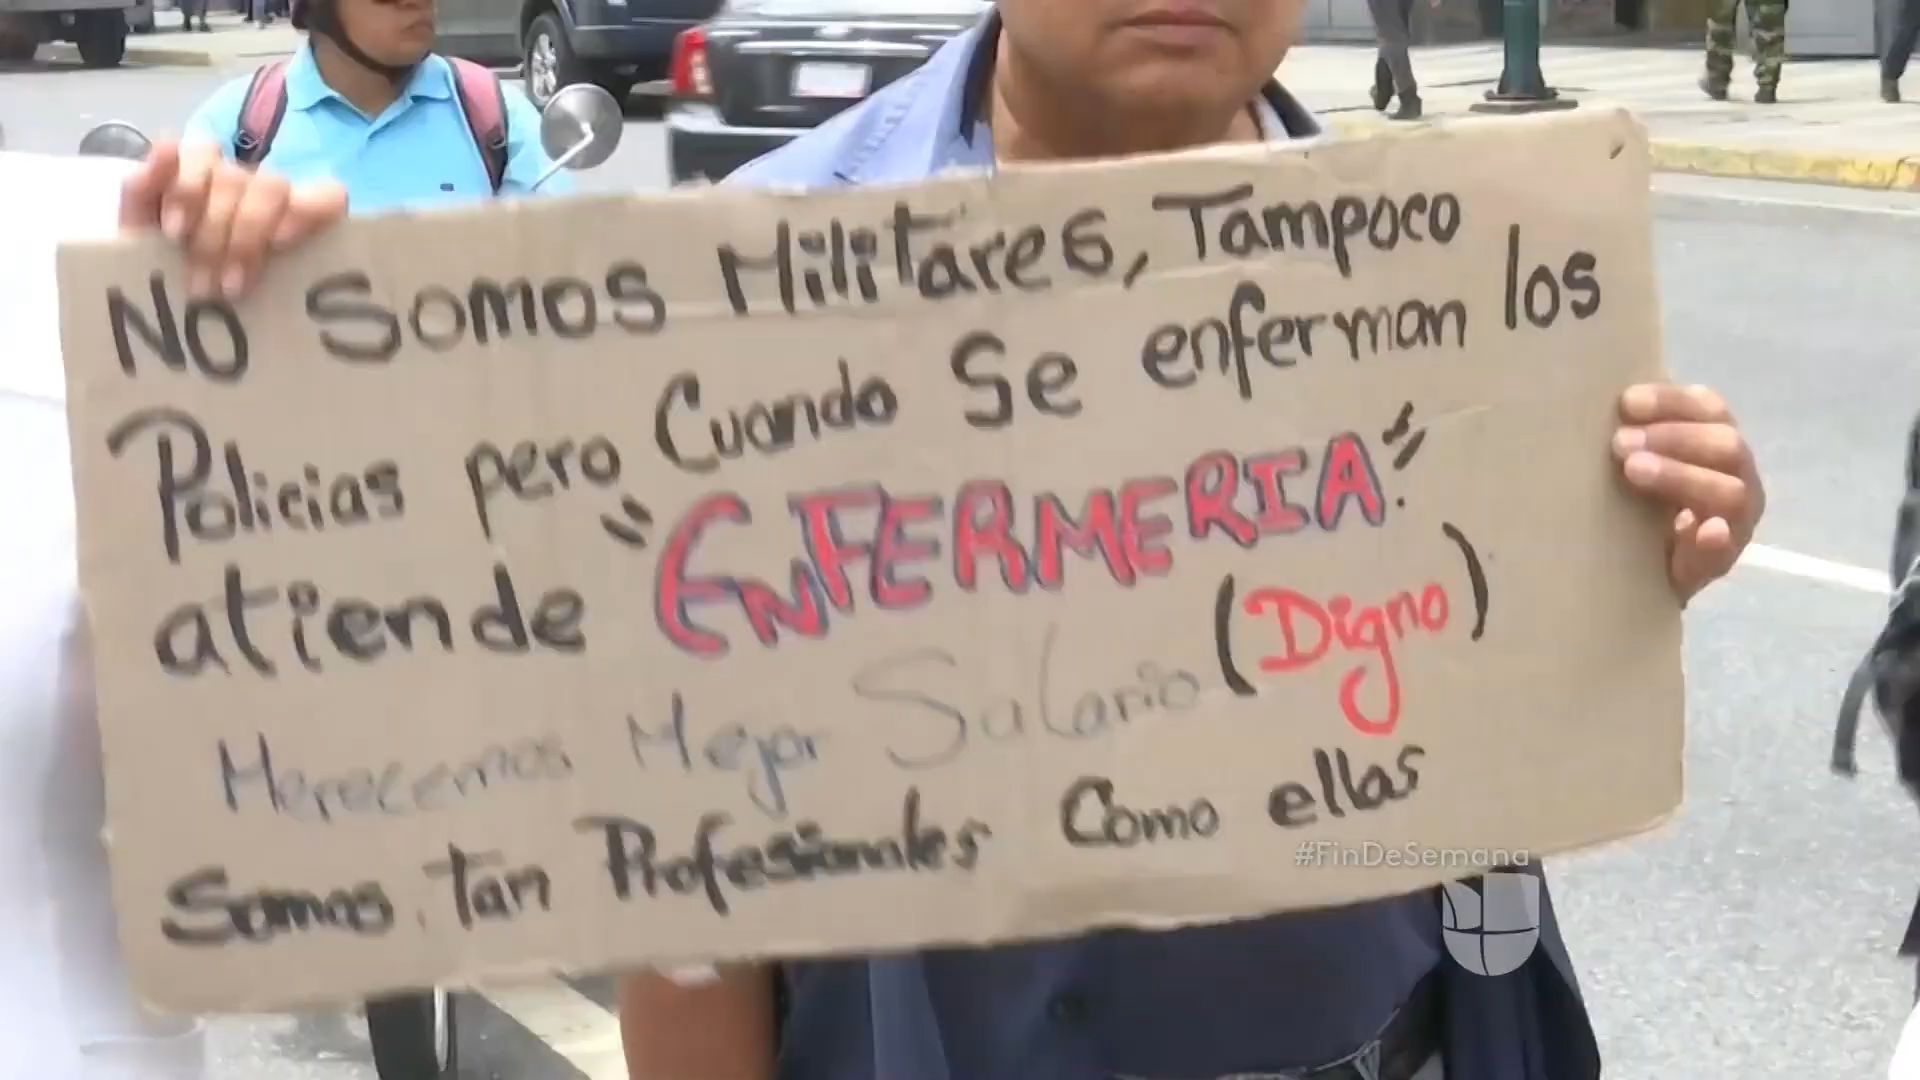 No Somos Militares, Tampoco
Policias pero Cuando Se enferman los
atiende "ENFERMERIA."
Merecemos Mejor Salario (Digno)
Somos tan Profesionales Como ellas
#FinDeSemana